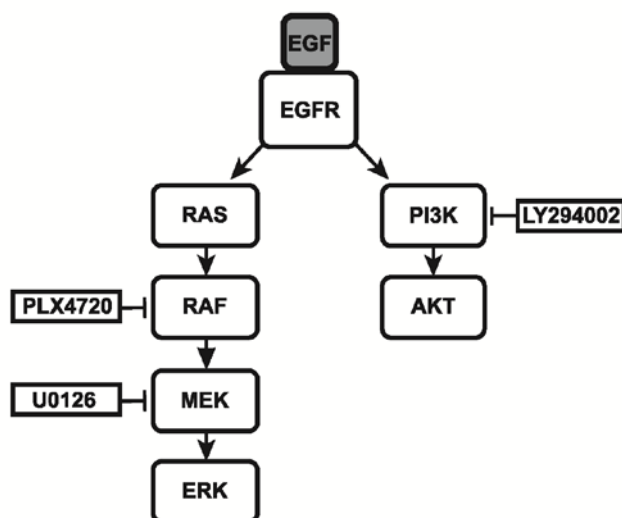 EGF
EGFR
RAS
PI3K
LY294002
PLX4720
RAF
AKT
U0126
MEK
ERK